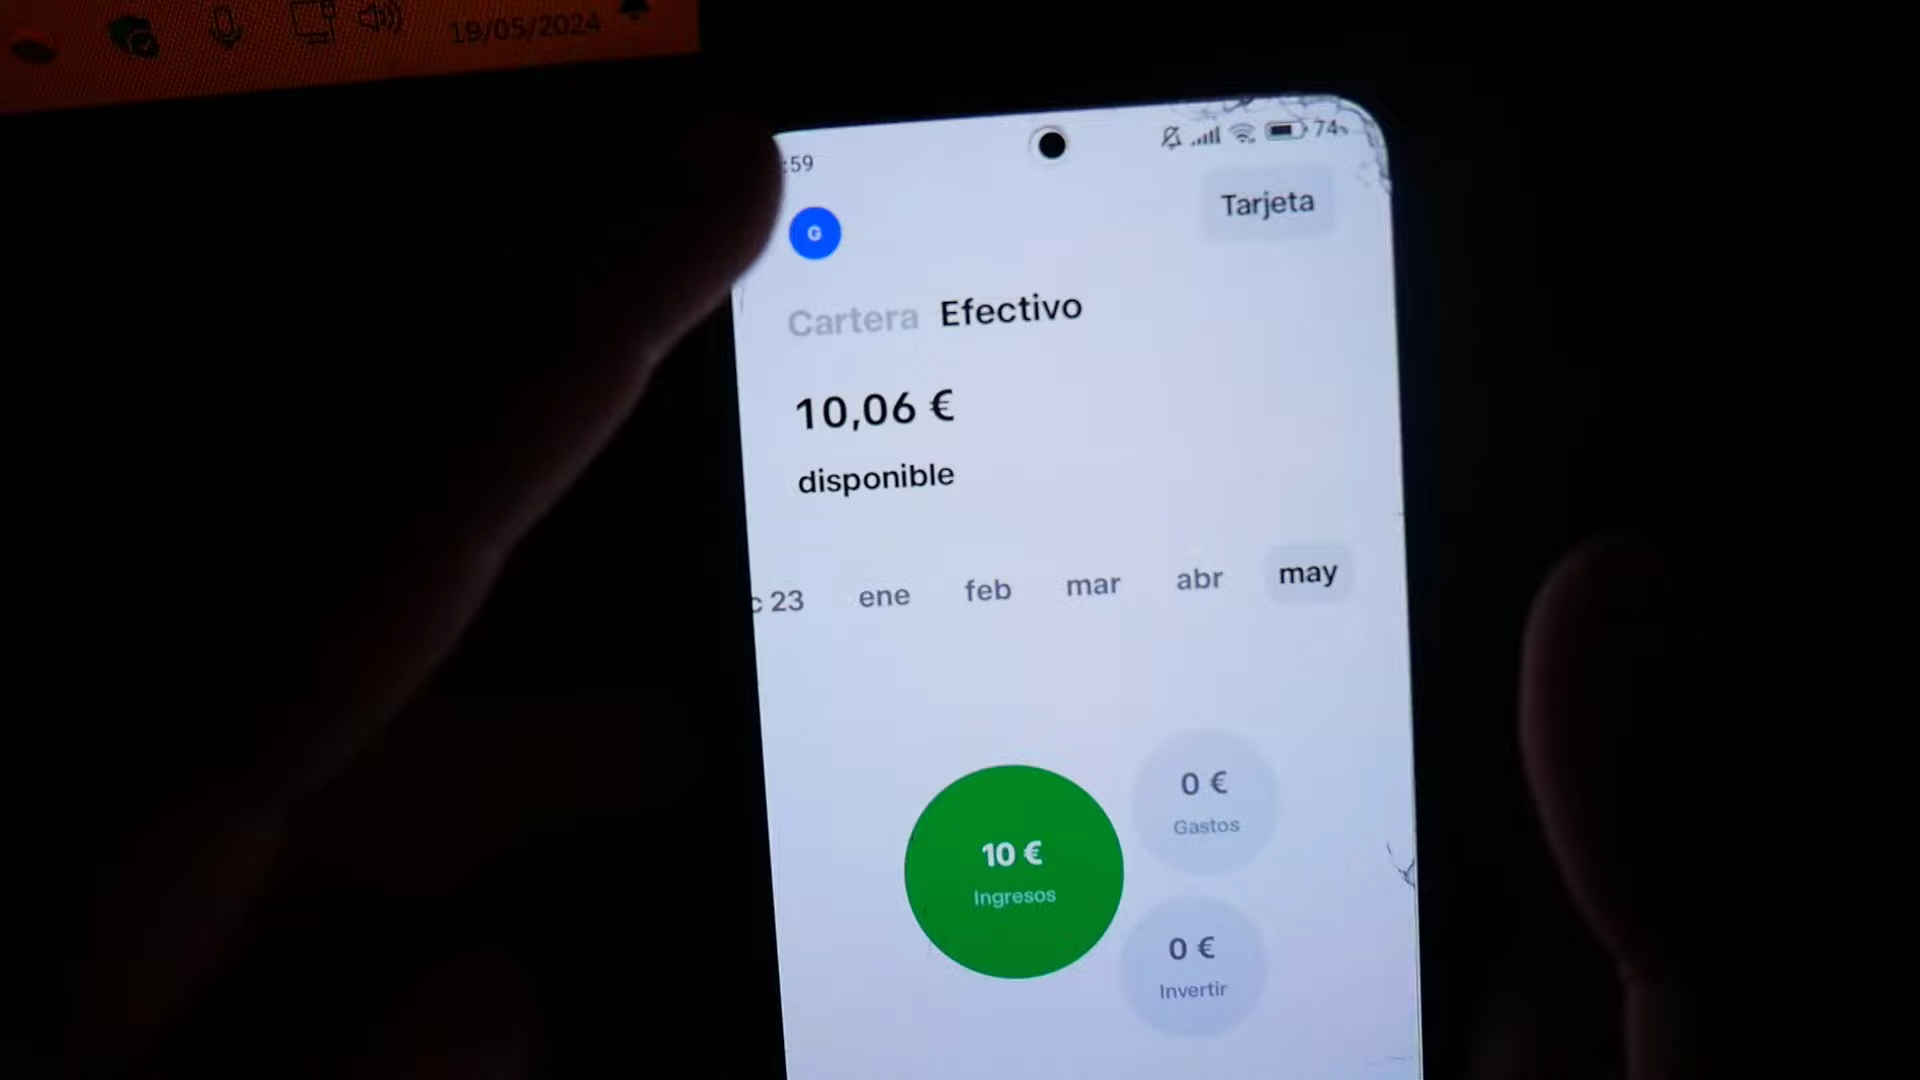 19/05/2024
:59
74%
G
Tarjeta
Cartera Efectivo
10,06 €
disponible
c 23 ene feb mar abr may
10 €
Ingresos
0 €
Gastos
0 €
Invertir